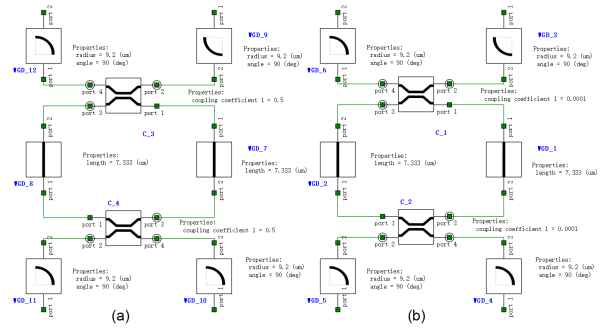 port 2
port 2
port 2
port 2
WGD_9
WGD_3
Properties:
radius = 9.2 (um)
angle = 90 (deg)
Properties:
radius = 9.2 (um)
angle = 90 (deg)
Properties:
radius = 9.2 (um)
angle = 90 (deg)
Properties:
radius = 9.2 (um)
angle = 90 (deg)
WGD_12
WGD_6
port 1
port 1
port 1
port 1
port 4
port 2
port 4
port 2
Properties:
coupling coefficient 1 = 0.5
Properties:
coupling coefficient 1 = 0.0001
port 3
port 1
port 3
port 1
C_3
C_1
port 2
port 2
port 2
port 2
WGD_7
WGD_1
Properties:
length = 7.333 (um)
Properties:
length = 7.333 (um)
Properties:
length = 7.333 (um)
Properties:
length = 7.333 (um)
WGD_8
WGD_2
port 1
port 1
port 1
port 1
C_4
C_2
port 1
port 3
port 1
port 3
Properties:
coupling coefficient 1 = 0.5
Properties:
coupling coefficient 1 = 0.0001
port 2
port 4
port 2
port 4
port 2
port 2
port 2
port 2
Properties:
radius = 9.2 (um)
angle = 90 (deg)
Properties:
radius = 9.2 (um)
angle = 90 (deg)
Properties:
radius = 9.2 (um)
angle = 90 (deg)
Properties:
radius = 9.2 (um)
angle = 90 (deg)
WGD_11
WGD_10
WGD_5
WGD_4
port 1
port 1
port 1
port 1
(a)
(b)